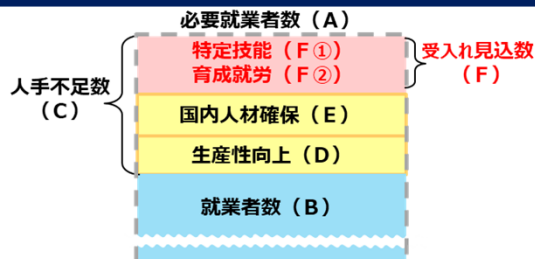 必要就業者数（A）
特定技能（F①）
育成就労（F②）
受入れ見込数
（F）
人手不足数
（C）
国内人材確保（E）
生産性向上（D）
就業者数（B）